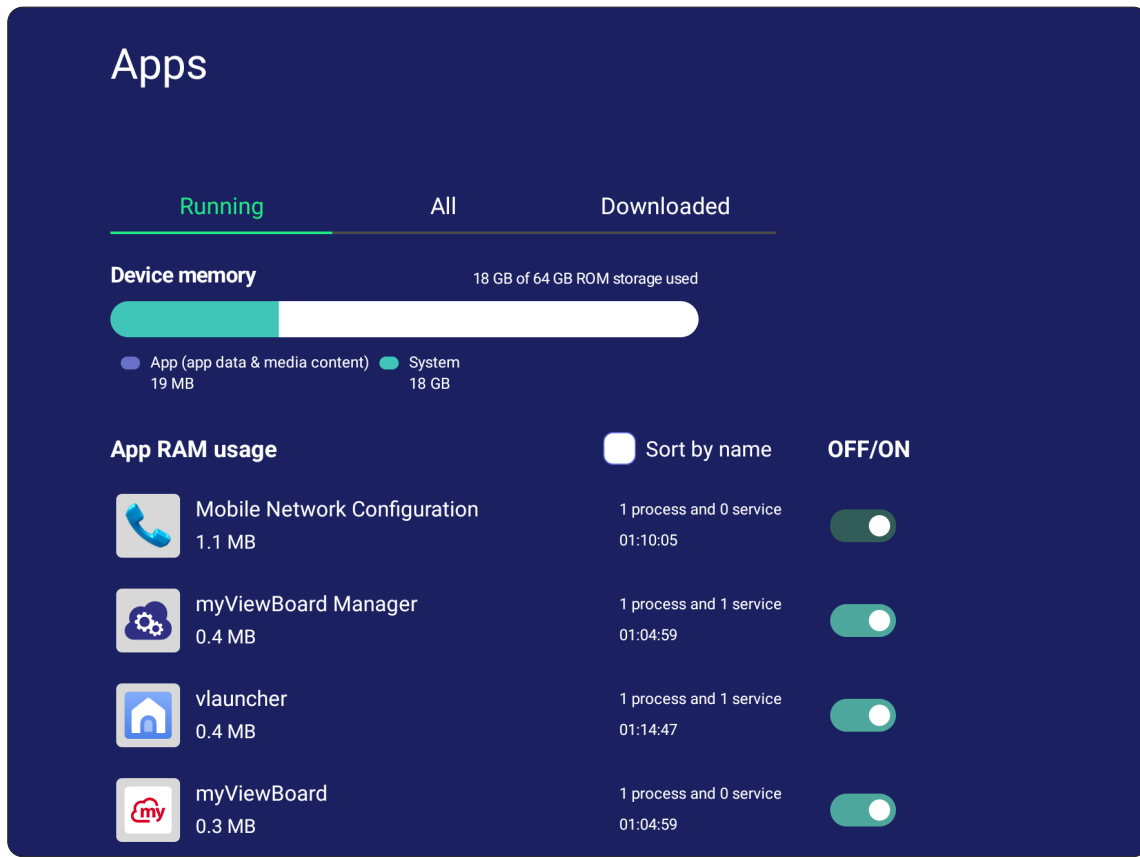 Apps
Running All Downloaded
Device memory 18 GB of 64 GB ROM storage used
App (app data & media content) System
19 MB 18 GB
App RAM usage Sort by name OFF/ON
Mobile Network Configuration 1 process and 0 service
1.1 MB 01:10:05
myViewBoard Manager 1 process and 1 service
0.4 MB 01:04:59
vlauncher 1 process and 1 service
0.4 MB 01:14:47
my
myViewBoard 1 process and 0 service
0.3 MB 01:04:59